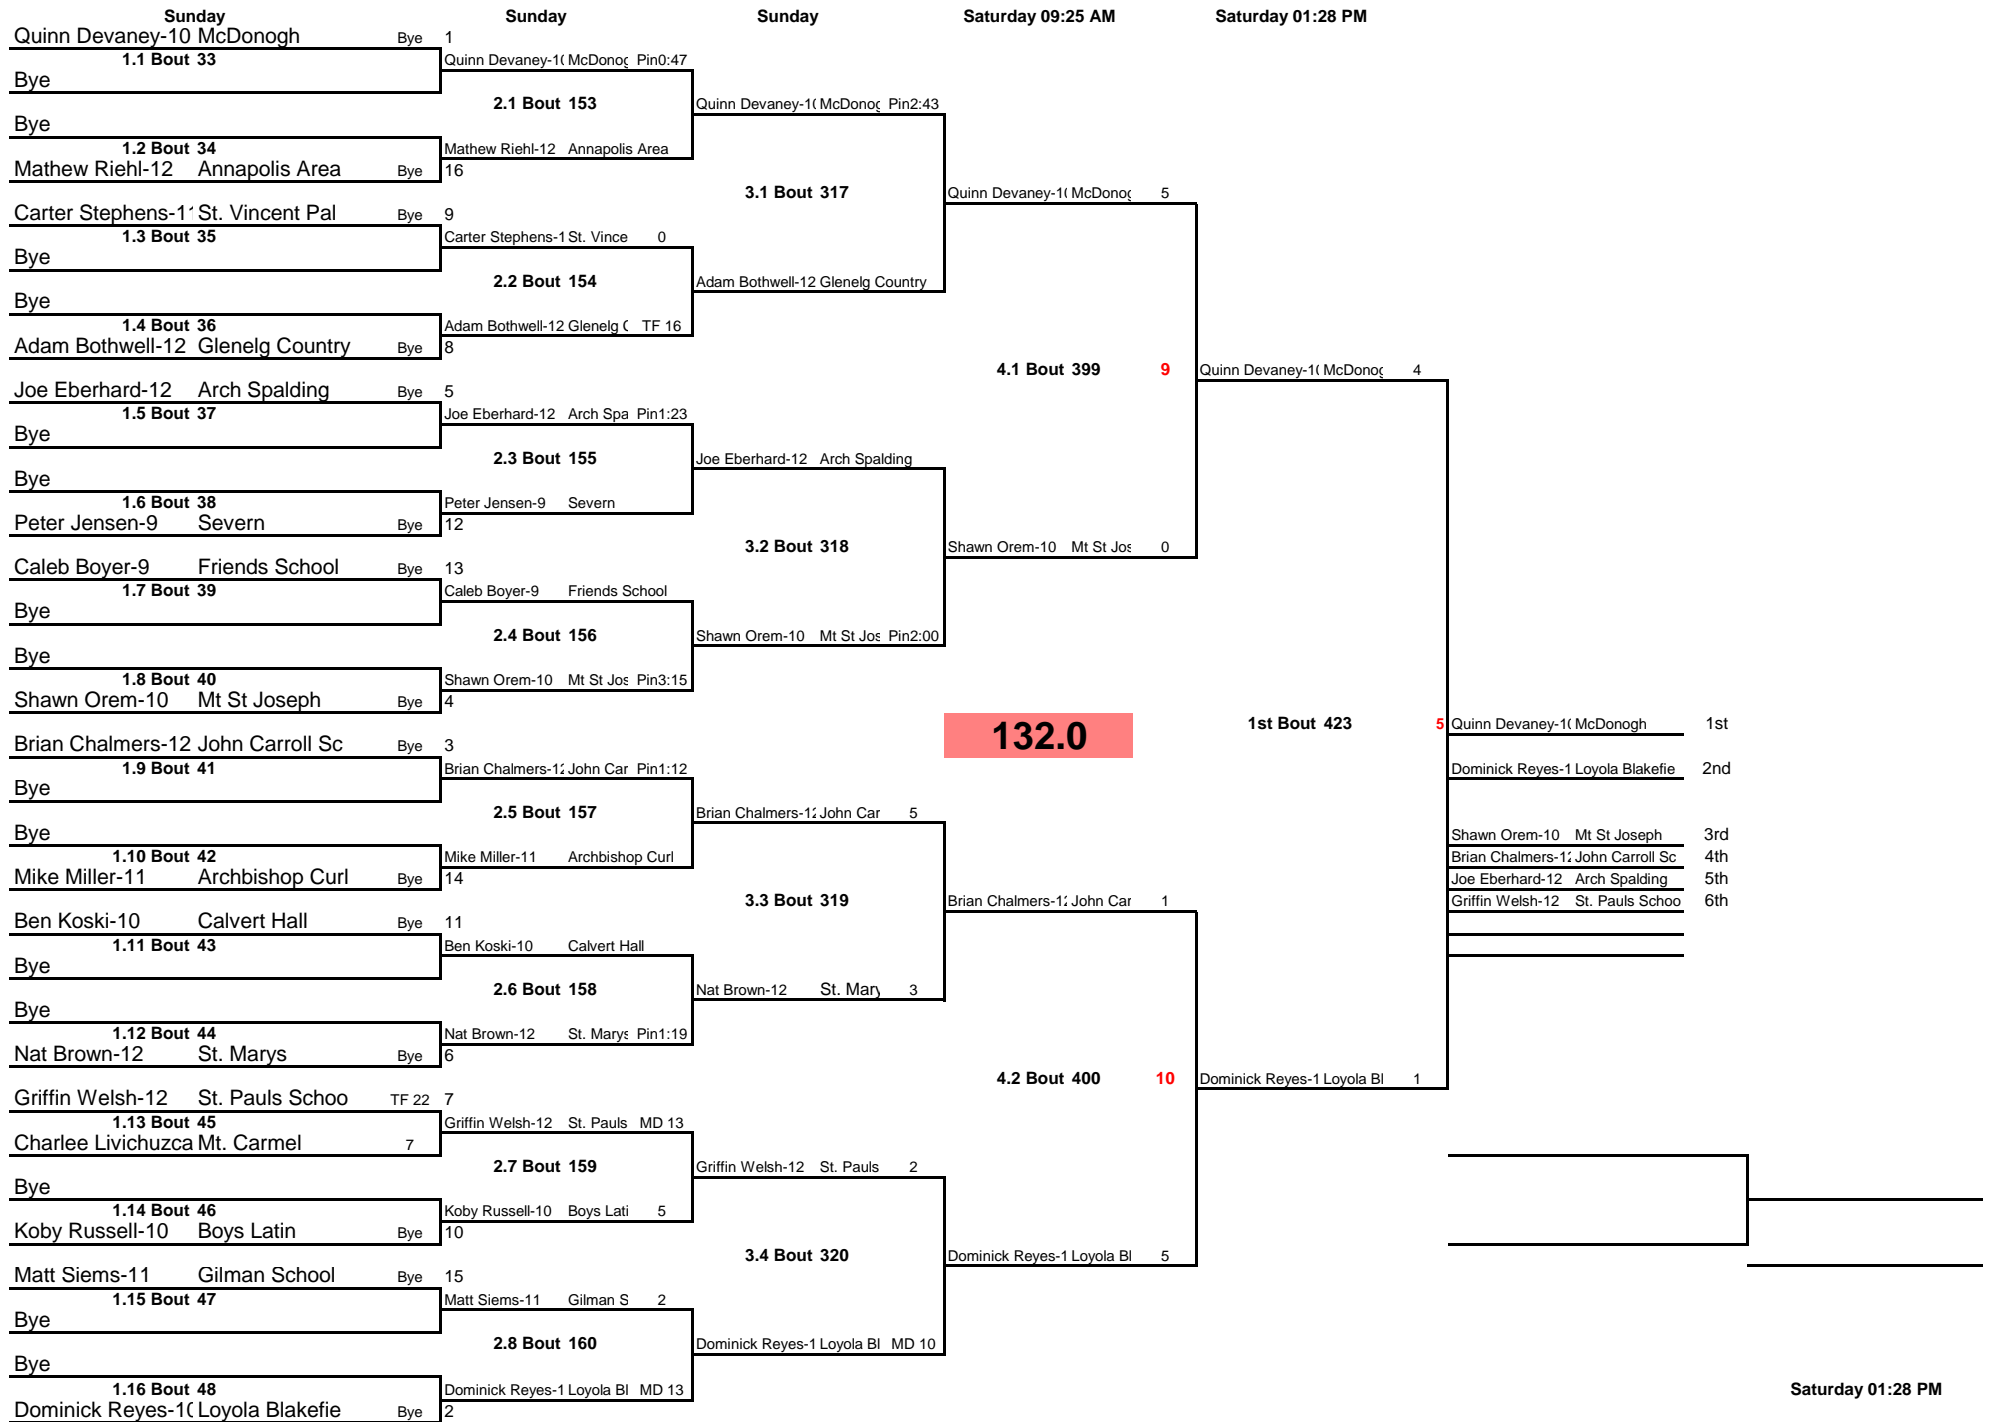 Sunday Sunday Sunday Saturday 09:25 AM Saturday 01:28 PM
Quinn Devaney-10 McDonogh Bye 1
1.1 Bout 33
Bye
Bye
1.2 Bout 34
Mathew Riehl-12 Annapolis Area Bye 16
Carter Stephens-11 St. Vincent Pal Bye 9
1.3 Bout 35
Bye
Bye
1.4 Bout 36
Adam Bothwell-12 Glenelg Country Bye 8
Joe Eberhard-12 Arch Spalding Bye 5
1.5 Bout 37
Bye
Bye
1.6 Bout 38
Peter Jensen-9 Severn Bye 12
Caleb Boyer-9 Friends School Bye 13
1.7 Bout 39
Bye
Bye
1.8 Bout 40
Shawn Orem-10 Mt St Joseph Bye 4
Brian Chalmers-12 John Carroll Sc Bye 3
1.9 Bout 41
Bye
Bye
1.10 Bout 42
Mike Miller-11 Archbishop Curl Bye 14
Ben Koski-10 Calvert Hall Bye 11
1.11 Bout 43
Bye
Bye
1.12 Bout 44
Nat Brown-12 St. Marys Bye 6
Griffin Welsh-12 St. Pauls Schoo TF 22 7
1.13 Bout 45
Charlee Livichuzca Mt. Carmel 7
Bye
1.14 Bout 46
Koby Russell-10 Boys Latin Bye 10
Matt Siems-11 Gilman School Bye 15
1.15 Bout 47
Bye
Bye
1.16 Bout 48
Dominick Reyes-10 Loyola Blakefie Bye 2
Quinn Devaney-10 McDonog Pin0:47
2.1 Bout 153
Mathew Riehl-12 Annapolis Area
Carter Stephens-1 St. Vince 0
2.2 Bout 154
Adam Bothwell-12 Glenelg C TF 16
Joe Eberhard-12 Arch Spa Pin1:23
2.3 Bout 155
Peter Jensen-9 Severn
Caleb Boyer-9 Friends School
2.4 Bout 156
Shawn Orem-10 Mt St Jos Pin3:15
Brian Chalmers-12 John Car Pin1:12
2.5 Bout 157
Mike Miller-11 Archbishop Curl
Ben Koski-10 Calvert Hall
2.6 Bout 158
Nat Brown-12 St. Marys Pin1:19
Griffin Welsh-12 St. Pauls MD 13
2.7 Bout 159
Koby Russell-10 Boys Lati 5
Matt Siems-11 Gilman S 2
2.8 Bout 160
Dominick Reyes-1 Loyola Bl MD 13
Quinn Devaney-10 McDonog Pin2:43
3.1 Bout 317
Adam Bothwell-12 Glenelg Country
Joe Eberhard-12 Arch Spalding
3.2 Bout 318
Shawn Orem-10 Mt St Jos Pin2:00
Brian Chalmers-12 John Car 5
3.3 Bout 319
Nat Brown-12 St. Mary 3
Griffin Welsh-12 St. Pauls 2
3.4 Bout 320
Dominick Reyes-1 Loyola Bl MD 10
Quinn Devaney-10 McDonog 5
4.1 Bout 399 9
Shawn Orem-10 Mt St Jos 0
132.0
Brian Chalmers-12 John Car 1
4.2 Bout 400 10
Dominick Reyes-1 Loyola Bl 5
Quinn Devaney-10 McDonog 4
1st Bout 423 5
Dominick Reyes-1 Loyola Bl 1
Quinn Devaney-10 McDonogh 1st
Dominick Reyes-1 Loyola Blakefie 2nd
Shawn Orem-10 Mt St Joseph 3rd
Brian Chalmers-12 John Carroll Sc 4th
Joe Eberhard-12 Arch Spalding 5th
Griffin Welsh-12 St. Pauls Schoo 6th
Saturday 01:28 PM